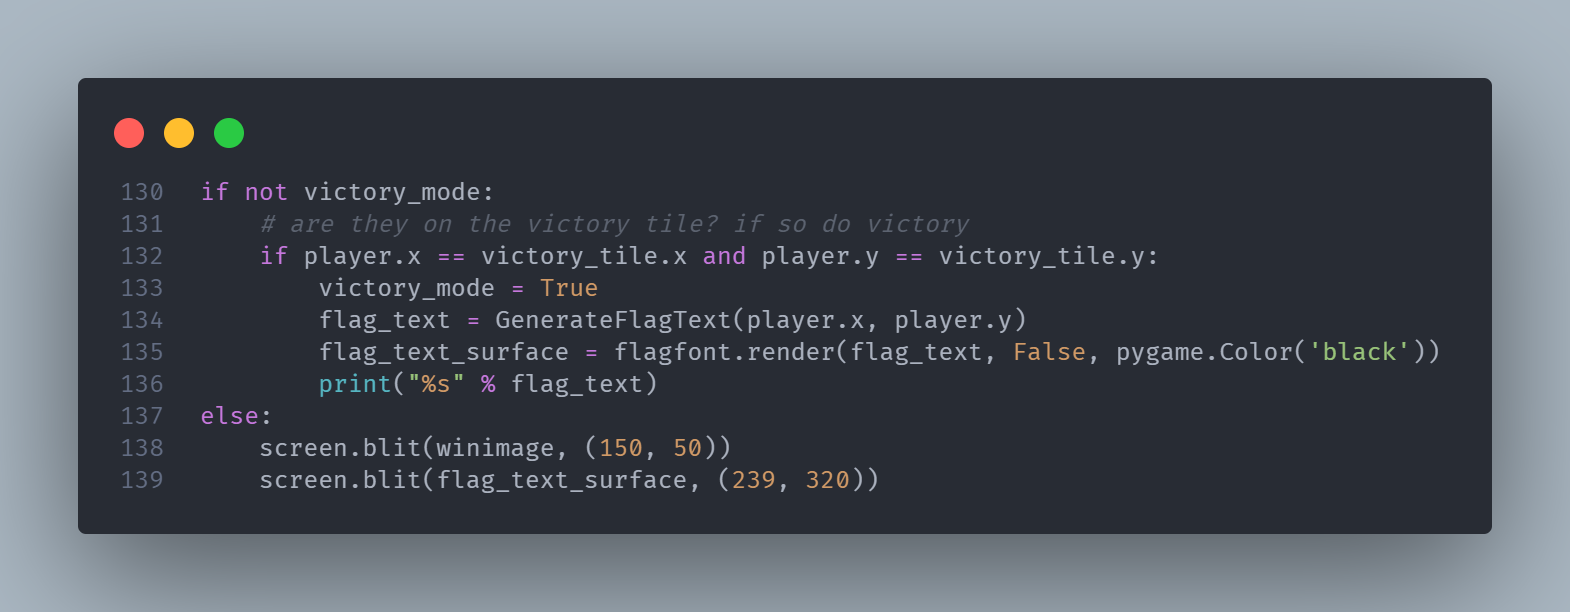 130 if not victory_mode:
131     # are they on the victory tile? if so do victory
132     if player.x == victory_tile.x and player.y == victory_tile.y:
133         victory_mode = True
134         flag_text = GenerateFlagText(player.x, player.y)
135         flag_text_surface = flagfont.render(flag_text, False, pygame.Color('black'))
136         print("%s" % flag_text)
137 else:
138     screen.blit(winimage, (150, 50))
139     screen.blit(flag_text_surface, (239, 320))